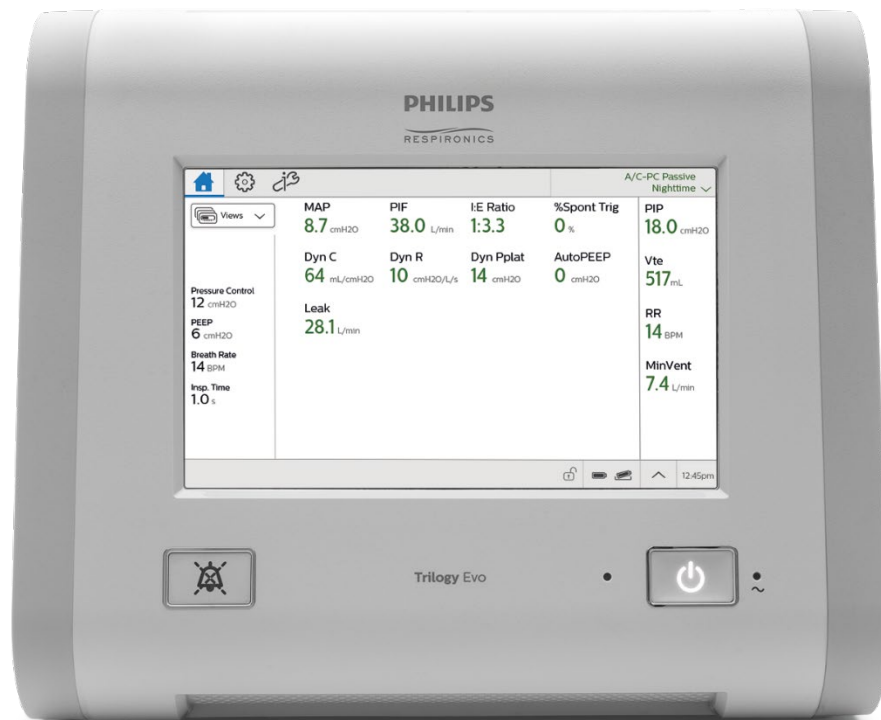 PHILIPS
RESPIRONICS
A/C-PC Passive
Nighttime
Views
MAP
8.7 cmH2O
PIF
38.0 L/min
I:E Ratio
1:3.3
%Spont Trig
0 %
PIP
18.0 cmH2O
Dyn C
64 mL/cmH2O
Dyn R
10 cmH2O/L/s
Dyn Pplat
14 cmH2O
AutoPEEP
0 cmH2O
Vte
517 mL
Pressure Control
12 cmH2O
PEEP
6 cmH2O
Breath Rate
14 BPM
Insp. Time
1.0 s
Leak
28.1 L/min
RR
14 BPM
MinVent
7.4 L/min
12:45pm
Trilogy Evo